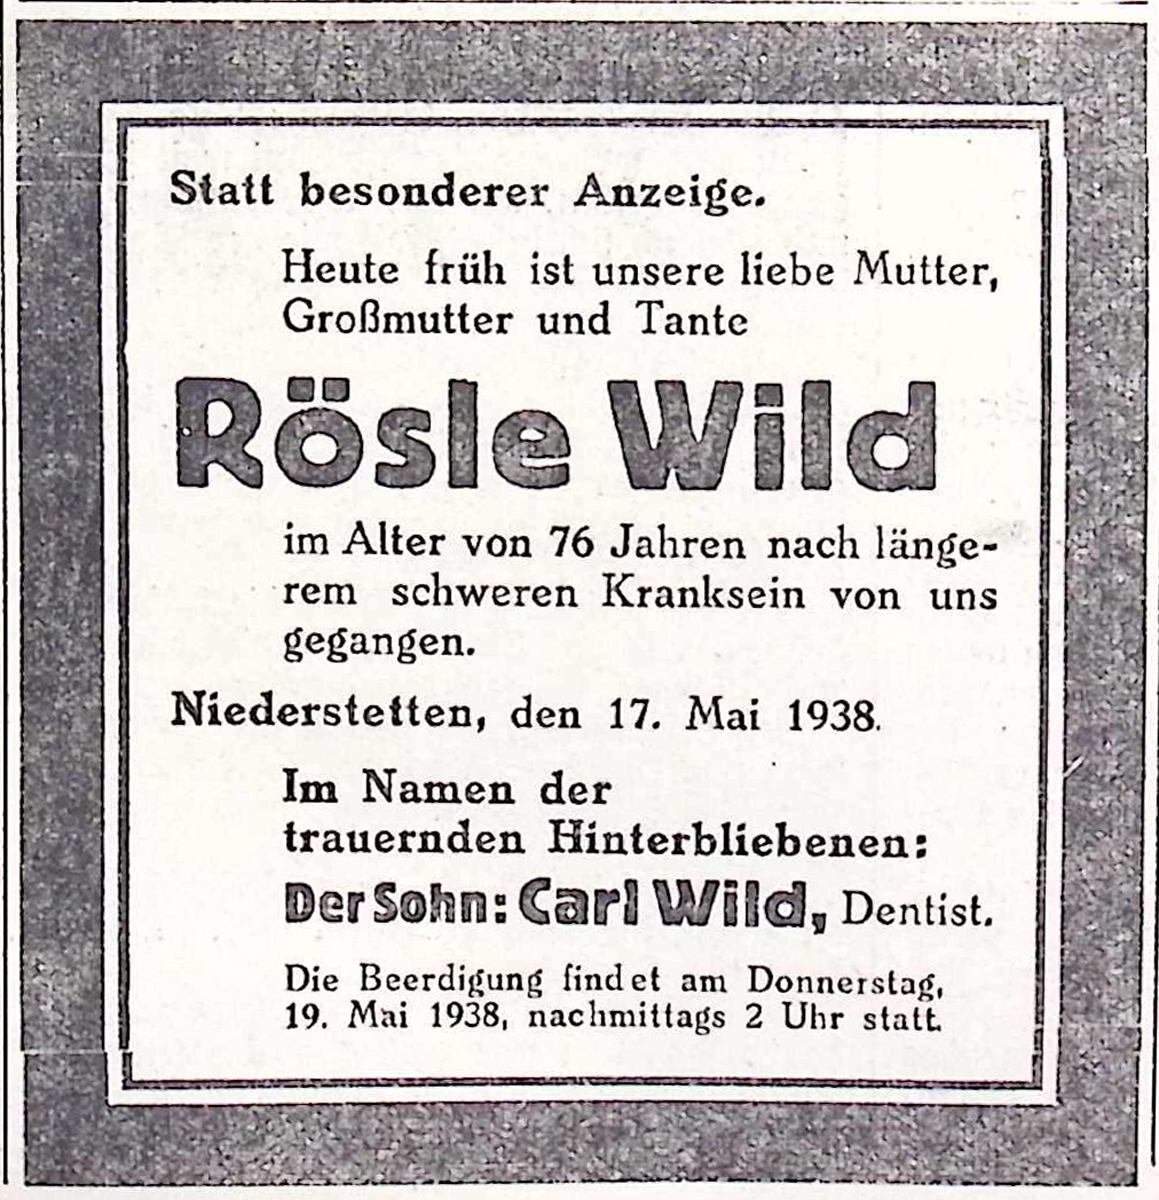 Statt besonderer Anzeige.
Heute früh ist unsere liebe Mutter,
Großmutter und Tante
Rösle Wild
im Alter von 76 Jahren nach länge-
rem schweren Kranksein von uns
gegangen.
Niederstetten, den 17. Mai 1938.
Im Namen der
trauernden Hinterbliebenen:
Der Sohn: Carl Wild, Dentist.
Die Beerdigung findet am Donnerstag,
19. Mai 1938, nachmittags 2 Uhr statt.